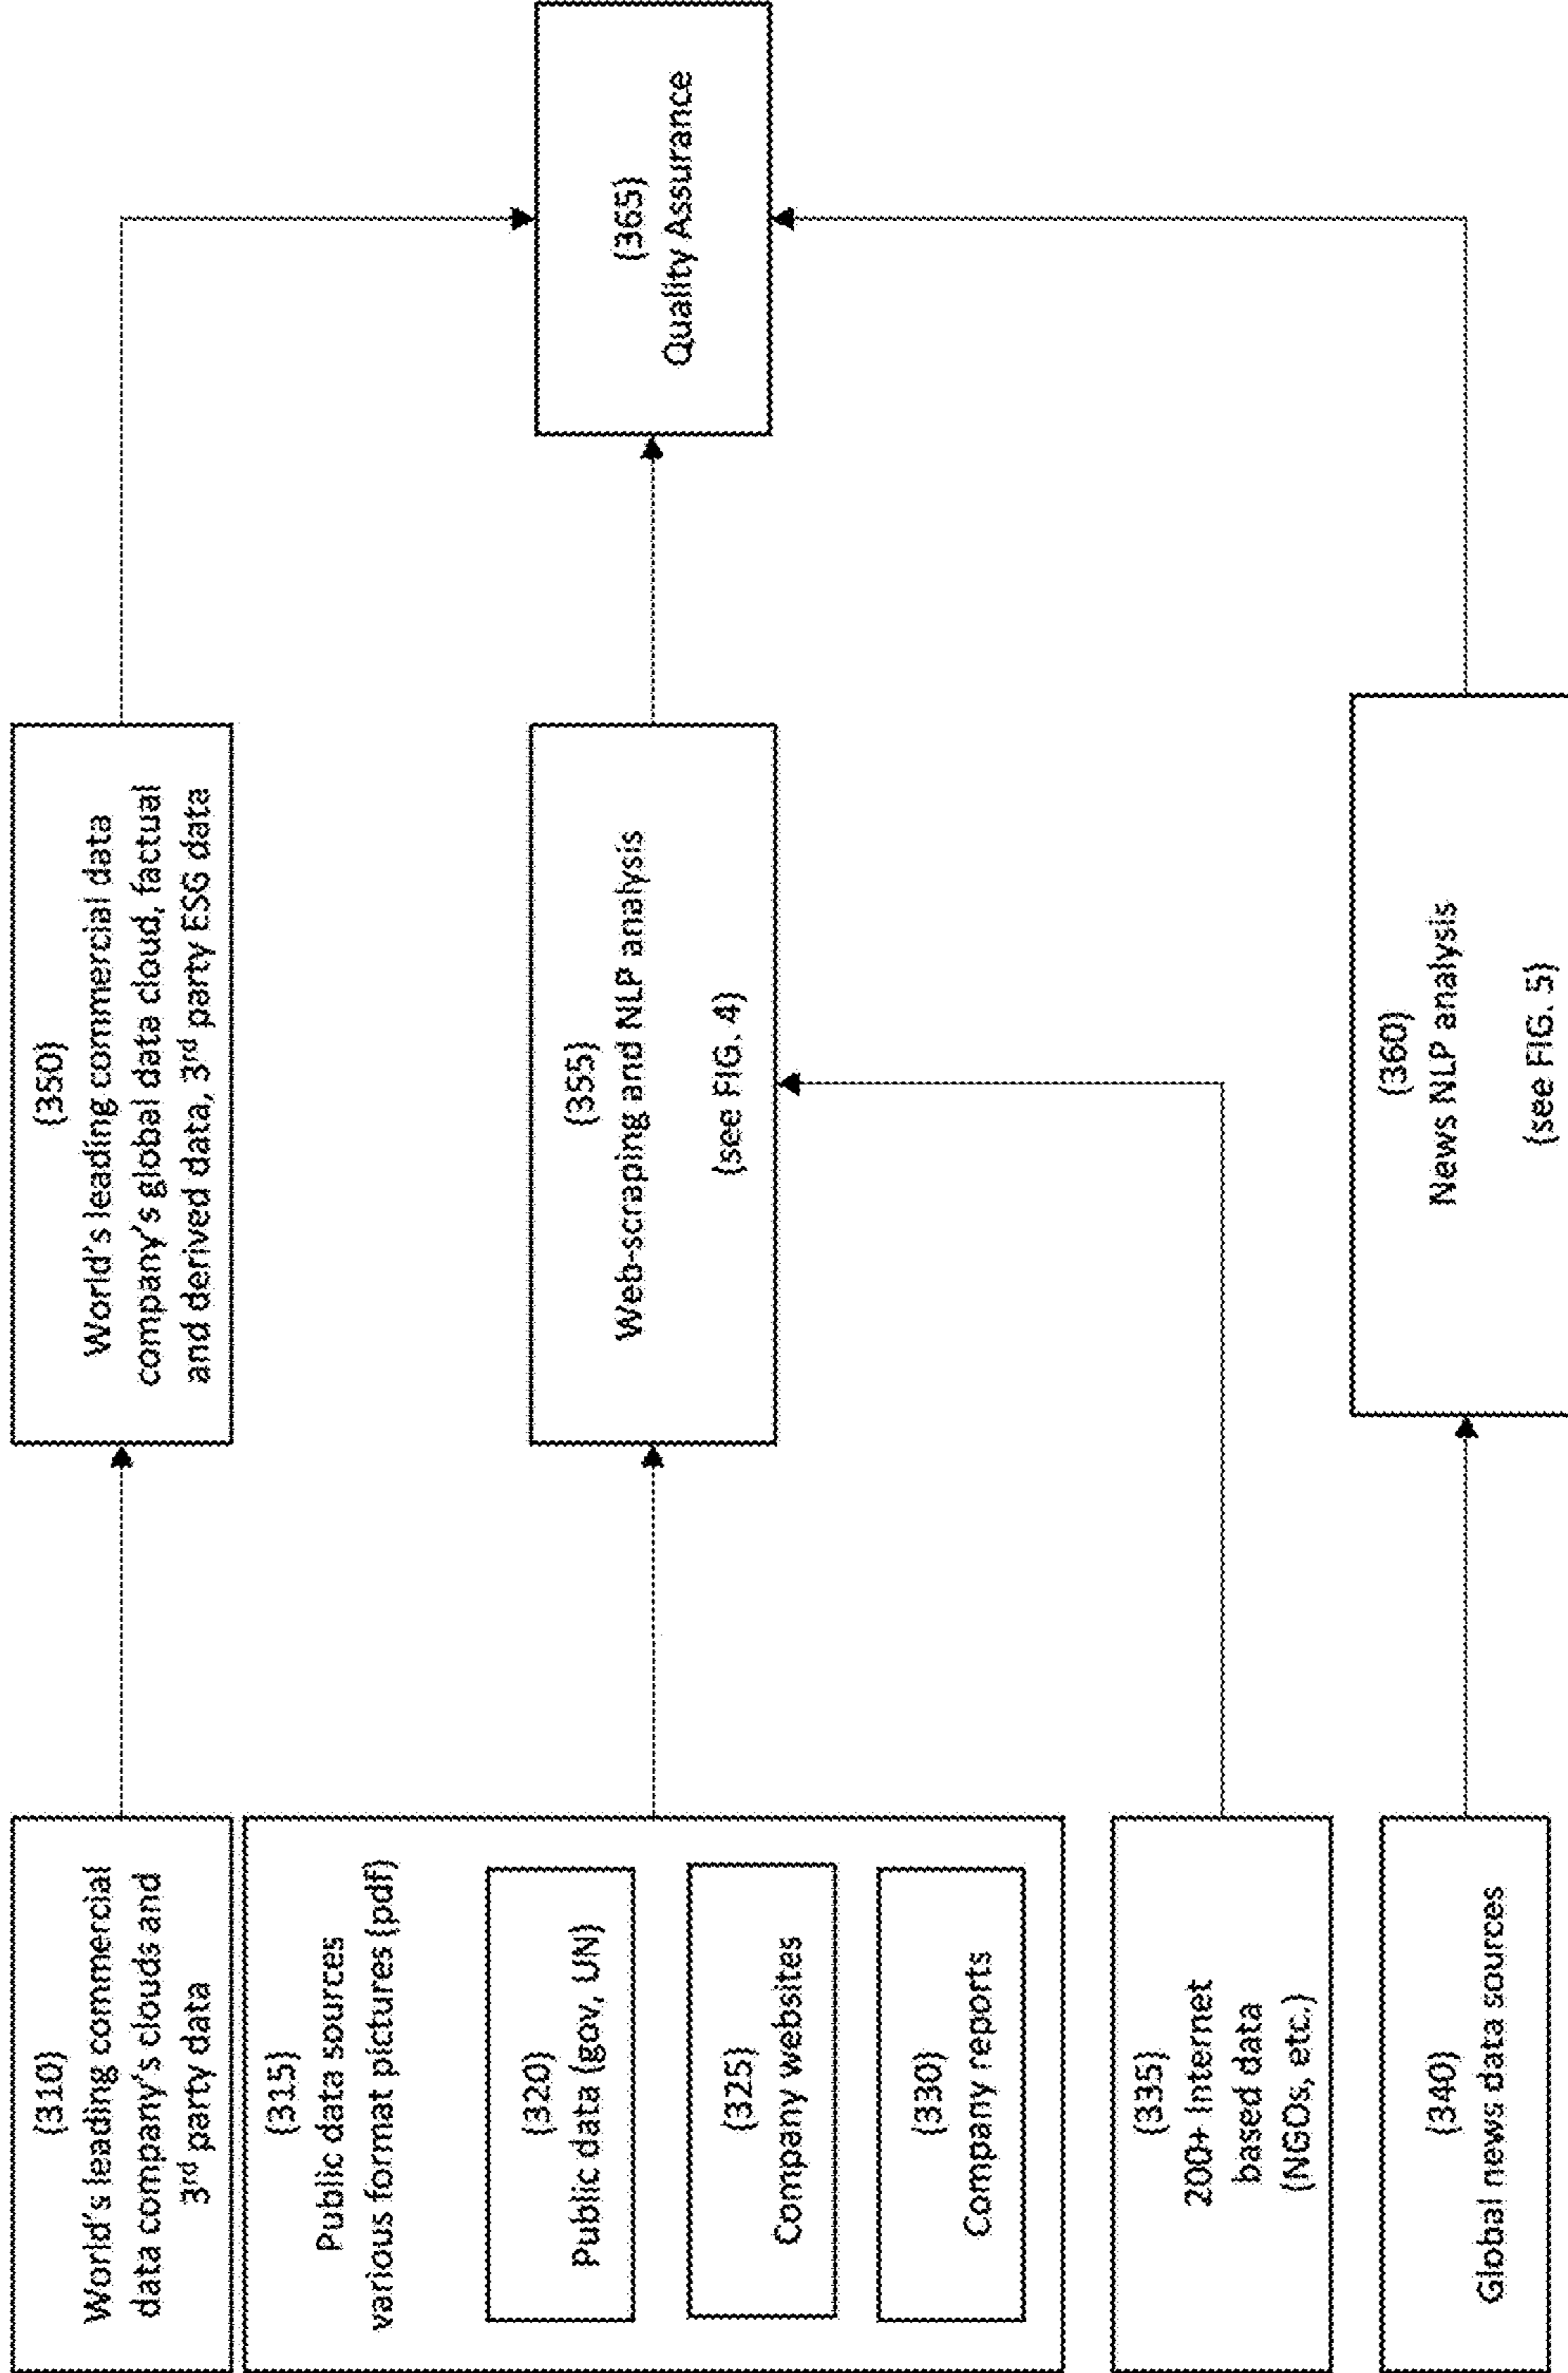 {310}
World's leading commercial
data company's clouds and
3rd party data
{315}
Public data sources
various format pictures (pdf)
{320}
Public data (gov, UN)
{325}
Company websites
{330}
Company reports
{335}
200+ Internet
based data
(NGOs, etc.)
{340}
Global news data sources
{350}
World's leading commercial data
company's global data cloud, factual
and derived data, 3rd party ESG data
{355}
Web-scraping and NLP analysis
(see FIG. 4)
{360}
News NLP analysis
(see FIG. 5)
{365}
Quality Assurance